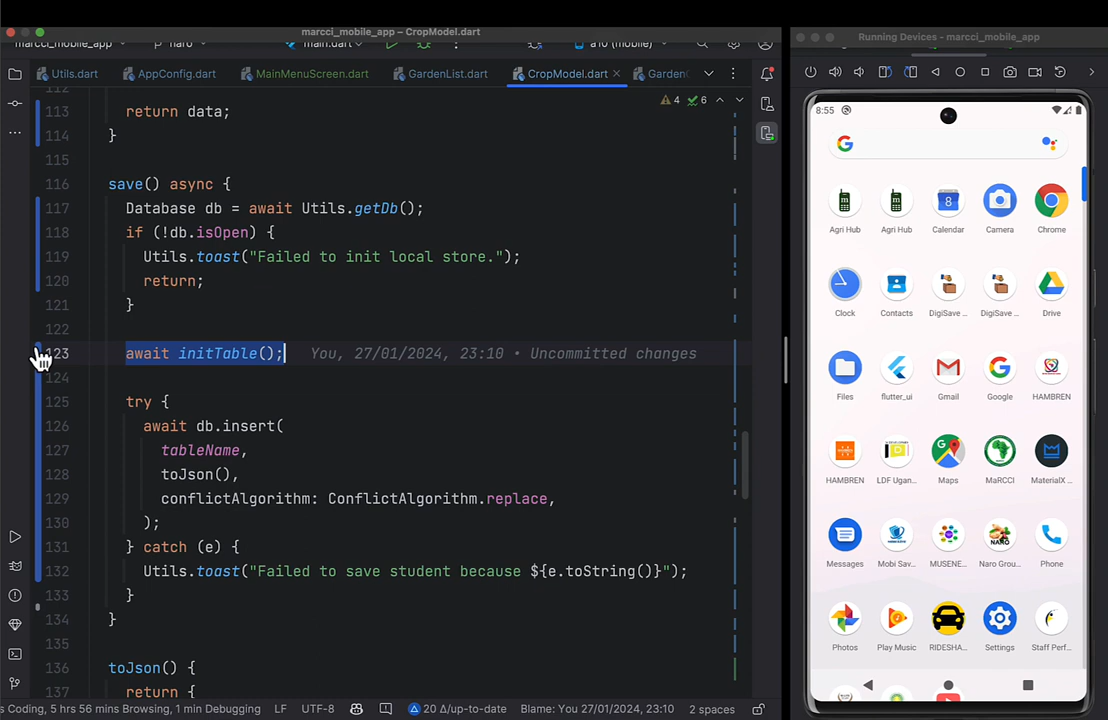 marcci_mobile_app – CropModel.dart
marcci_mobile_app
naro
main.dart
a10 (mobile)
Utils.dart
AppConfig.dart
MainMenuScreen.dart
GardenList.dart
CropModel.dart
Garden
4
6
112
113 return data;
114 }
115
116 save() async {
117 Database db = await Utils.getDb();
118 if (!db.isOpen) {
119 Utils.toast("Failed to init local store.");
120 return;
121 }
122
123 await initTable(); You, 27/01/2024, 23:10 • Uncommitted changes
124
125 try {
126 await db.insert(
127 tableName,
128 toJson(),
129 conflictAlgorithm: ConflictAlgorithm.replace,
130 );
131 } catch (e) {
132 Utils.toast("Failed to save student because ${e.toString()}");
133 }
134 }
135
136 toJson() {
137 return {
s Coding, 5 hrs 56 mins Browsing, 1 min Debugging
LF
UTF-8
20 Δ/up-to-date
Blame: You 27/01/2024, 23:10
2 spaces
Running Devices - marcci_mobile_app
8:55
Agri Hub
Agri Hub
Calendar
Camera
Chrome
Clock
Contacts
DigiSave ...
DigiSave ...
Drive
Files
flutter_ui
Gmail
Google
HAMBREN
HAMBREN
LDF Ugan...
Maps
MaRCCI
MaterialX ...
Messages
Mobi Sav...
MUSENE...
Naro Grou...
Phone
Photos
Play Music
RIDESHA...
Settings
Staff Perf...